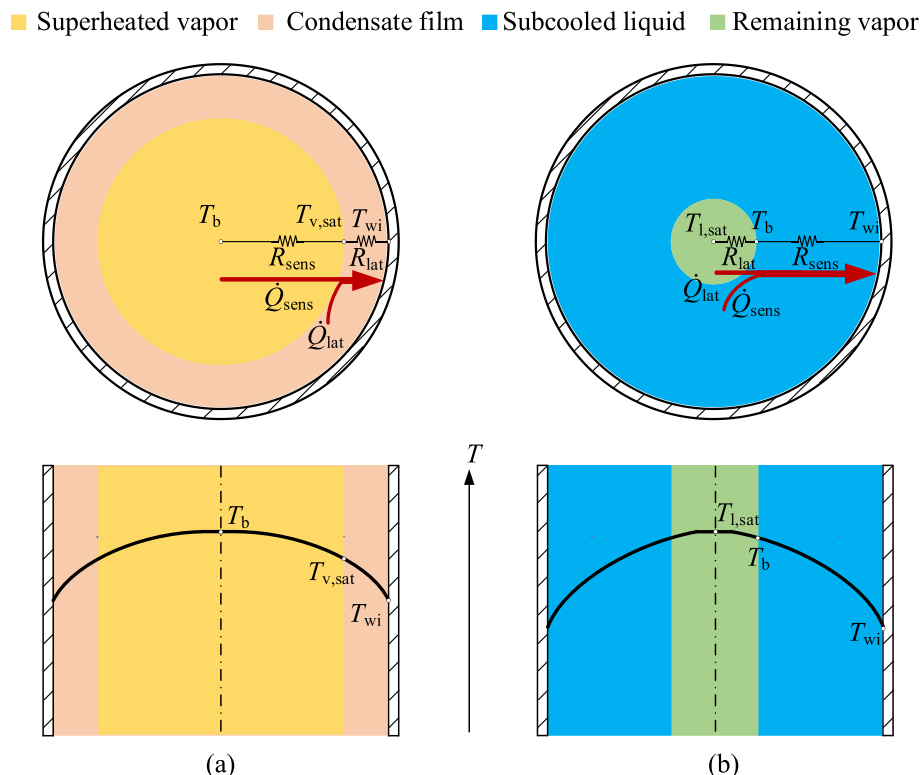 Superheated vapor Condensate film Subcooled liquid Remaining vapor
T_b T_v,sat T_wi
R_sens R_lat
Q̇_sens
Q̇_lat
T_l,sat T_b T_wi
R_lat R_sens
Q̇_lat Q̇_sens
T
T_b
T_v,sat
T_wi
T_l,sat
T_b
T_wi
(a) (b)